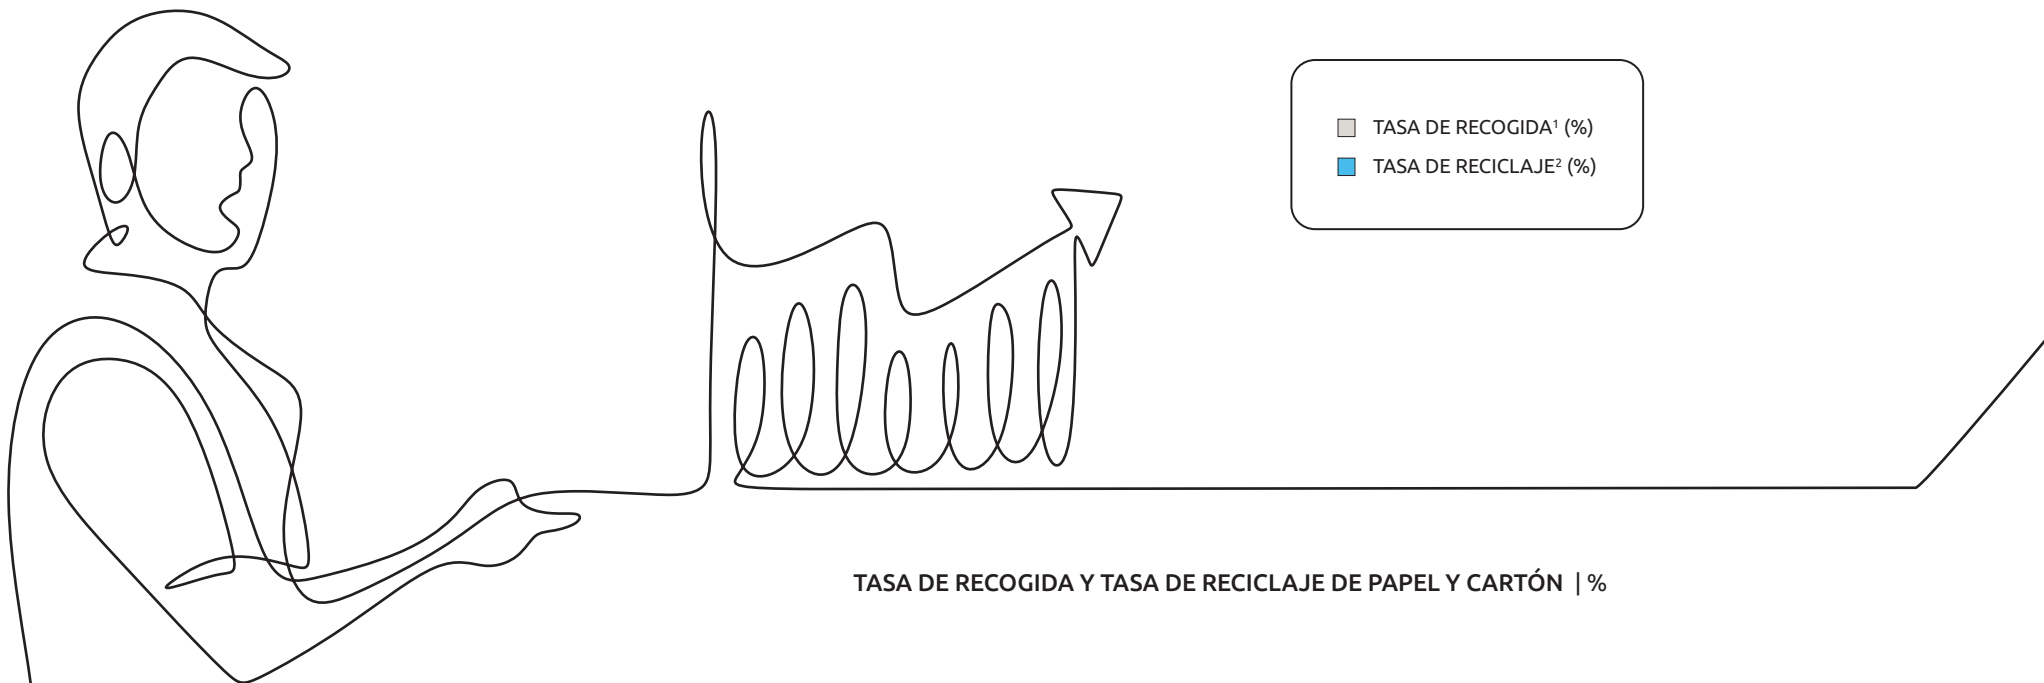 TASA DE RECOGIDA¹ (%)
TASA DE RECICLAJE² (%)
TASA DE RECOGIDA Y TASA DE RECICLAJE DE PAPEL Y CARTÓN | %